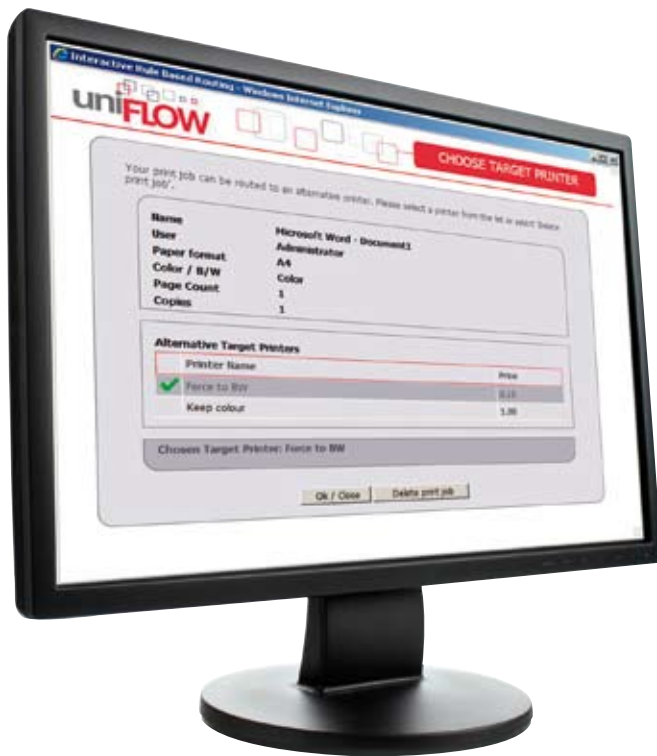 Interactive Rule Based Routing - Windows Internet Explorer
uniFLOW
CHOOSE TARGET PRINTER
Your print job can be routed to an alternative printer. Please select a printer from the list or select 'Delete
print job'.
Name Microsoft Word - Document1
User Administrator
Paper format A4
Color / B/W Color
Page Count 1
Copies 1
Alternative Target Printers
Printer Name Price
Force to BW
Keep colour 1.00
Chosen Target Printer: Force to BW
Ok / Close Delete print job